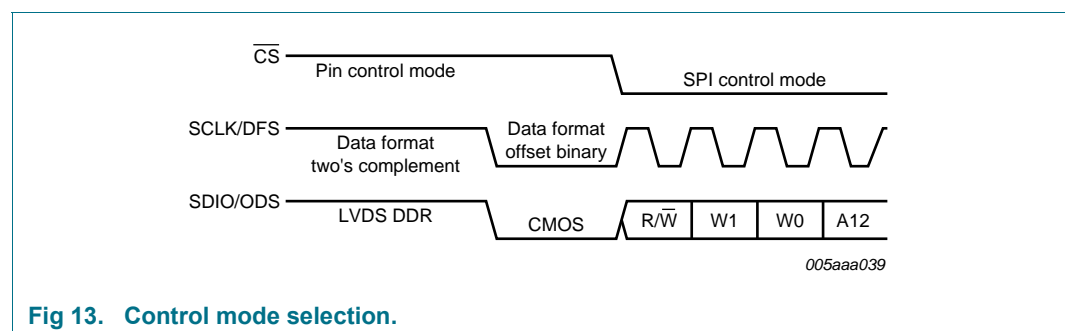 C̅S̅
Pin control mode
SPI control mode
SCLK/DFS
Data format
two's complement
Data format
offset binary
SDIO/ODS
LVDS DDR
CMOS
R/W̅
W1
W0
A12
005aaa039
Fig 13. Control mode selection.